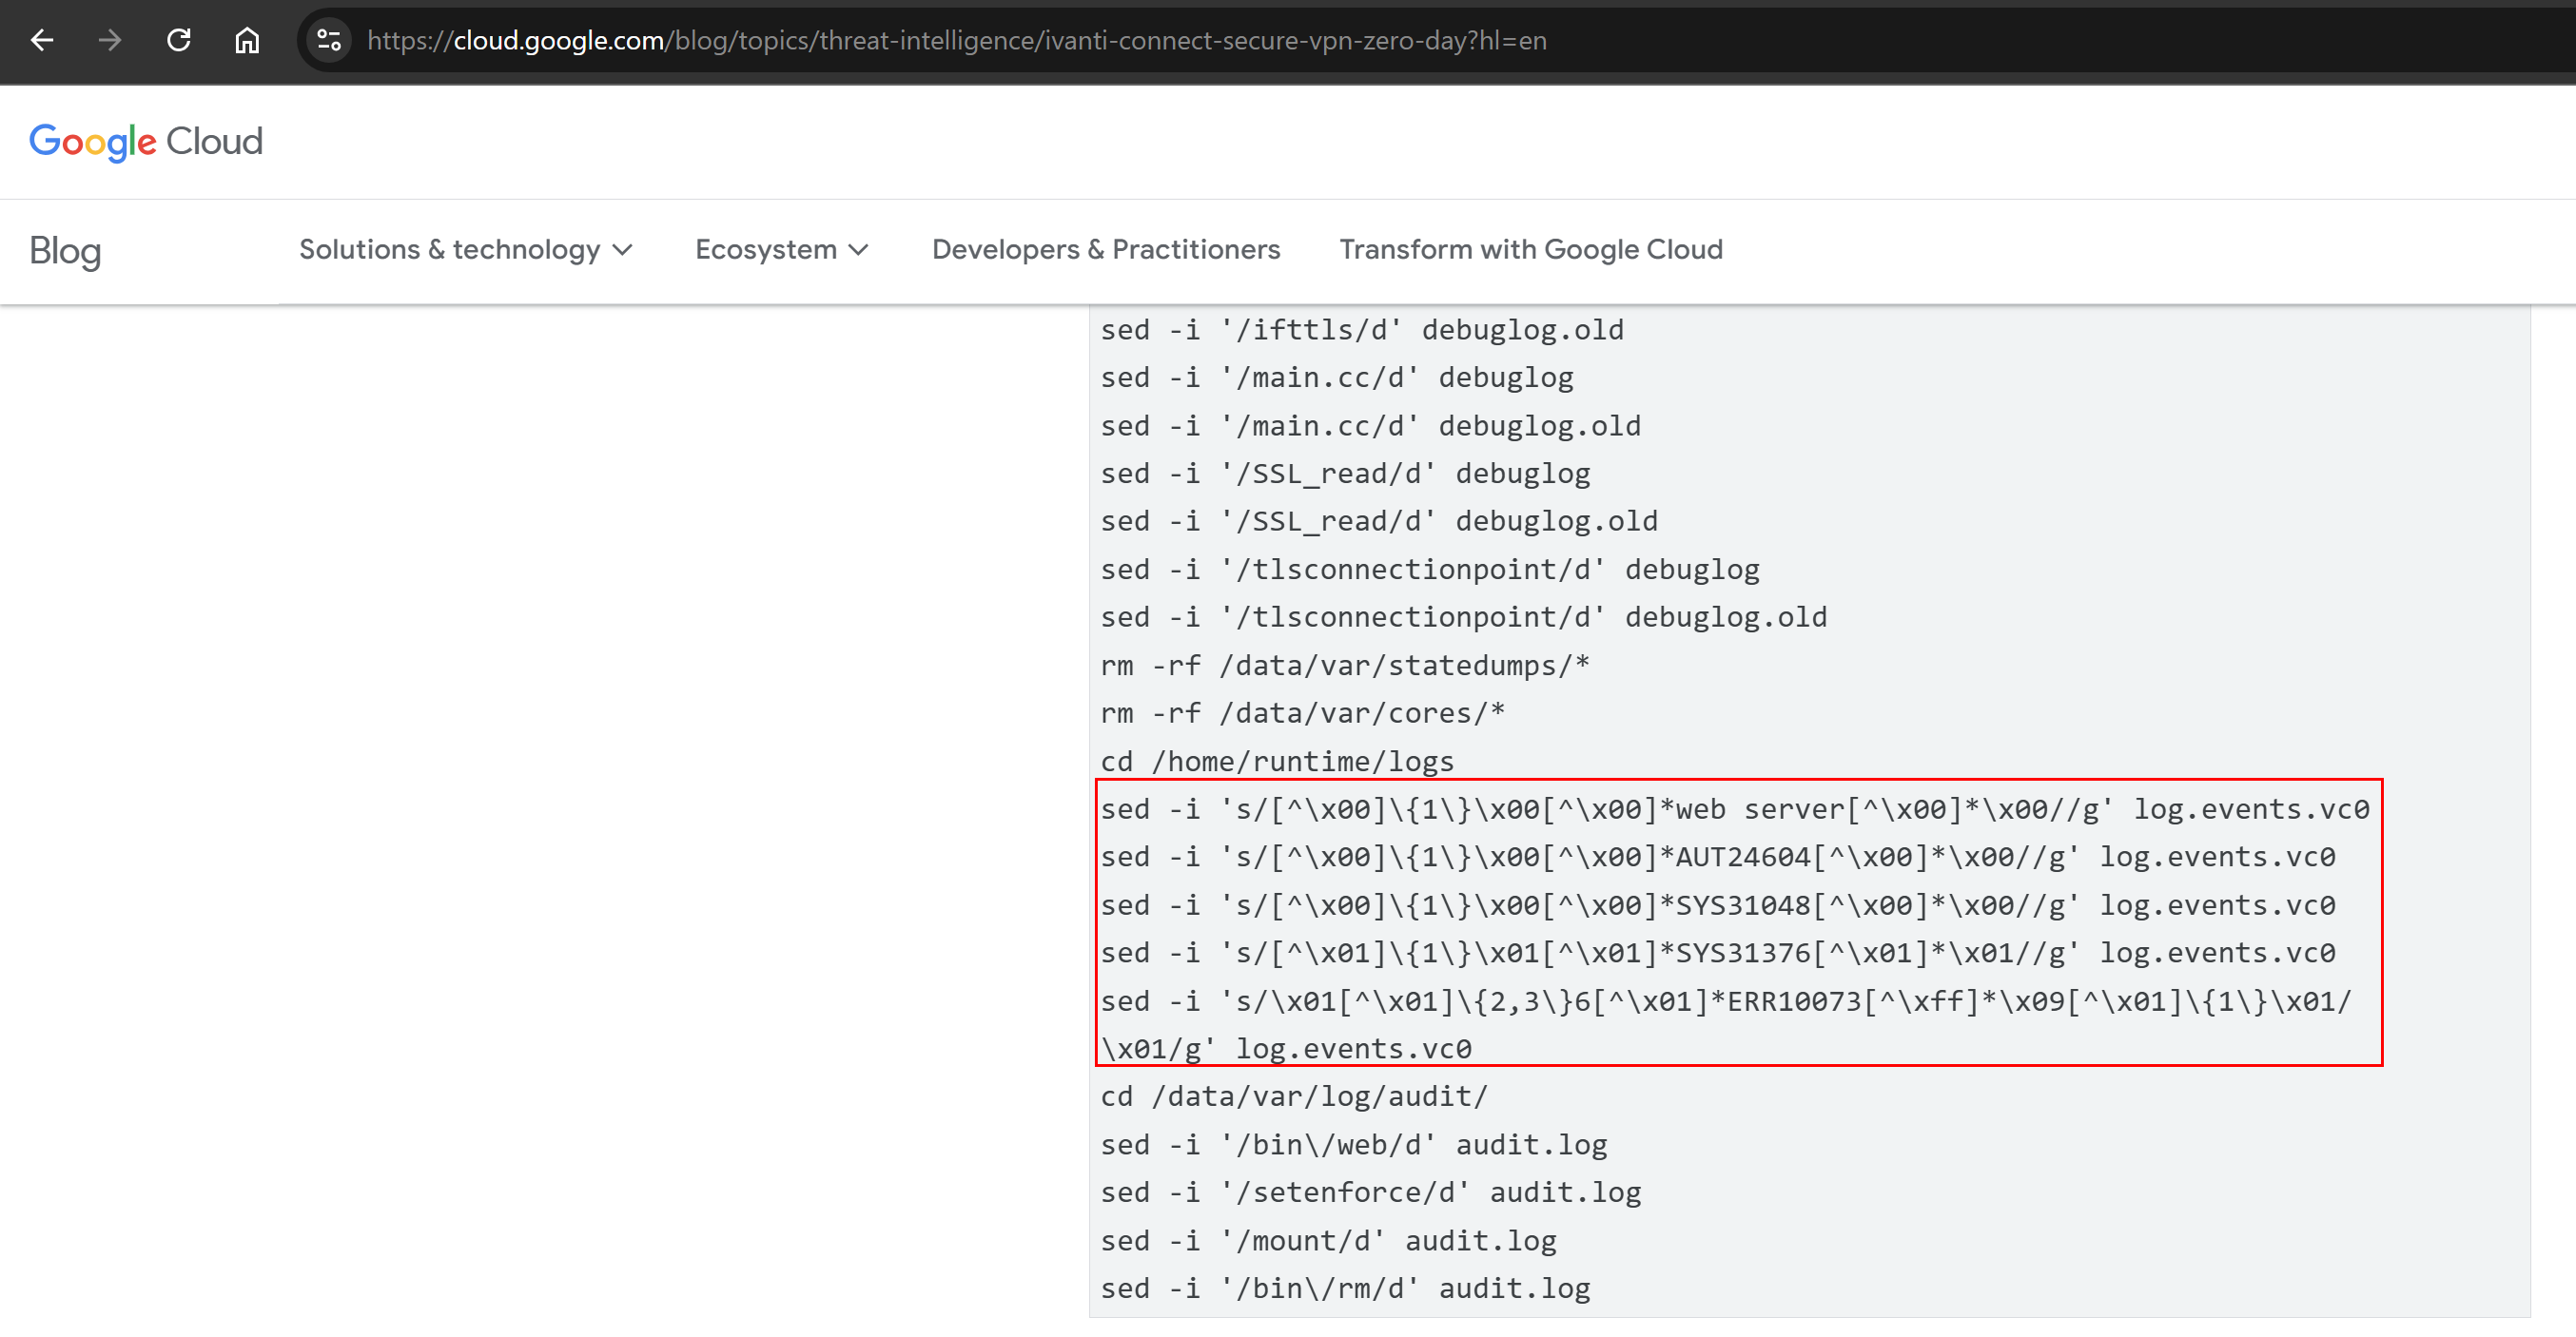 https://cloud.google.com/blog/topics/threat-intelligence/ivanti-connect-secure-vpn-zero-day?hl=en
Google Cloud
Blog Solutions & technology Ecosystem Developers & Practitioners Transform with Google Cloud
sed -i '/ifttls/d' debuglog.old
sed -i '/main.cc/d' debuglog
sed -i '/main.cc/d' debuglog.old
sed -i '/SSL_read/d' debuglog
sed -i '/SSL_read/d' debuglog.old
sed -i '/tlsconnectionpoint/d' debuglog
sed -i '/tlsconnectionpoint/d' debuglog.old
rm -rf /data/var/statedumps/*
rm -rf /data/var/cores/*
cd /home/runtime/logs
sed -i 's/[^\x00]\{1\}\x00[^\x00]*web server[^\x00]*\x00//g' log.events.vc0
sed -i 's/[^\x00]\{1\}\x00[^\x00]*AUT24604[^\x00]*\x00//g' log.events.vc0
sed -i 's/[^\x00]\{1\}\x00[^\x00]*SYS31048[^\x00]*\x00//g' log.events.vc0
sed -i 's/[^\x01]\{1\}\x01[^\x01]*SYS31376[^\x01]*\x01//g' log.events.vc0
sed -i 's/\x01[^\x01]\{2,3\}6[^\x01]*ERR10073[^\xff]*\x09[^\x01]\{1\}\x01/
\x01/g' log.events.vc0
cd /data/var/log/audit/
sed -i '/bin\/web/d' audit.log
sed -i '/setenforce/d' audit.log
sed -i '/mount/d' audit.log
sed -i '/bin\/rm/d' audit.log